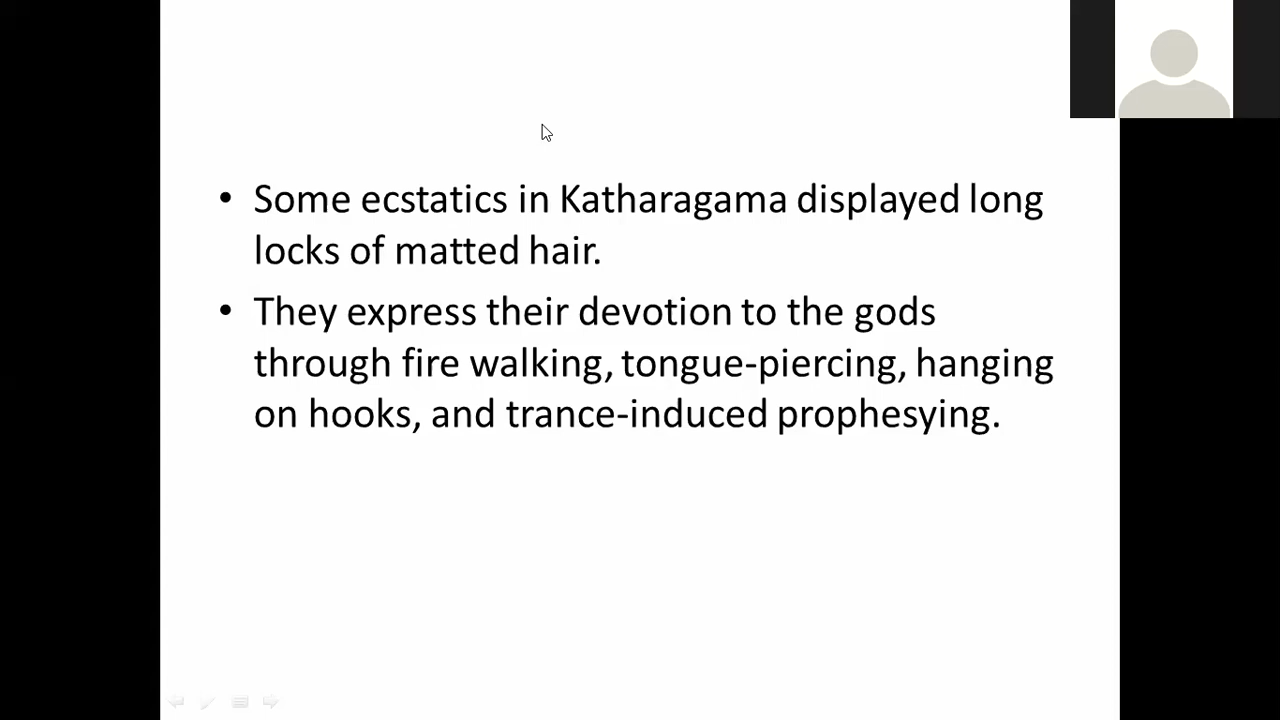 • Some ecstatics in Katharagama displayed long
locks of matted hair.
• They express their devotion to the gods
through fire walking, tongue-piercing, hanging
on hooks, and trance-induced prophesying.